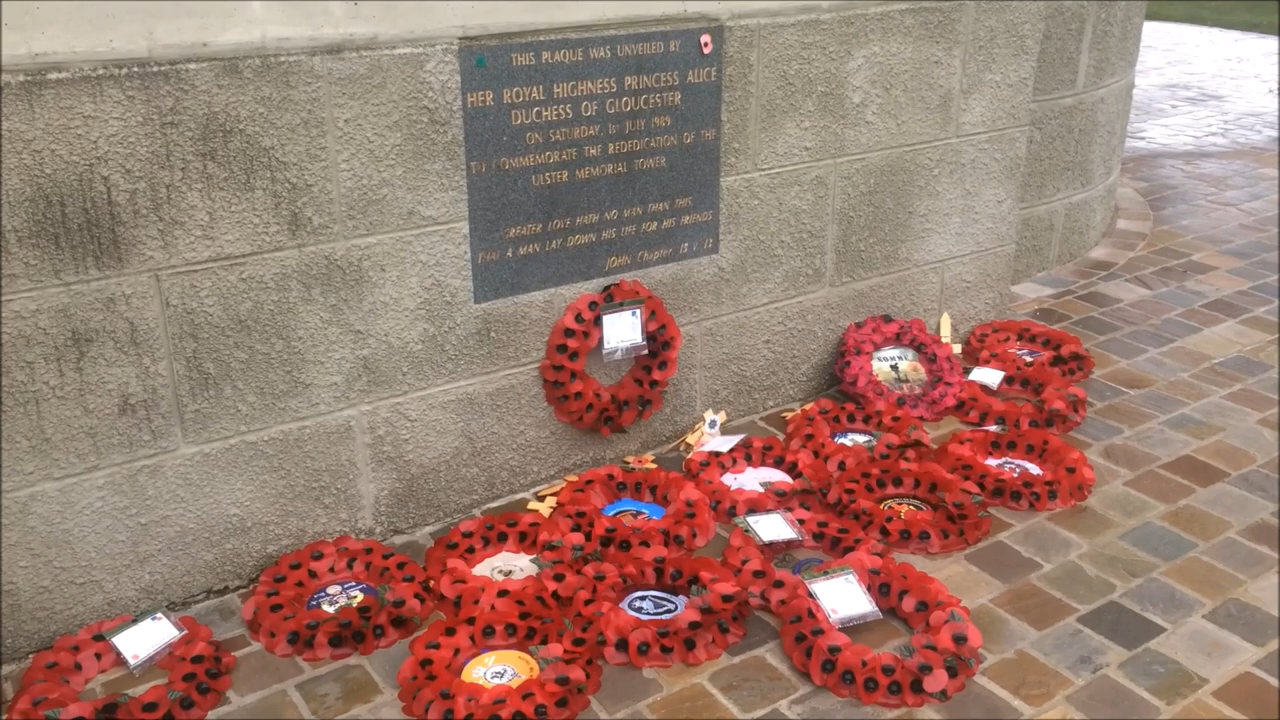 THIS PLAQUE WAS UNVEILED BY
HER ROYAL HIGHNESS PRINCESS ALICE
DUCHESS OF GLOUCESTER
ON SATURDAY, 1ST JULY 1989
TO COMMEMORATE THE REDEDICATION OF THE
ULSTER MEMORIAL TOWER
GREATER LOVE HATH NO MAN THAN THIS,
THAT A MAN LAY DOWN HIS LIFE FOR HIS FRIENDS
JOHN Chapter 15 v. 13
SOMME